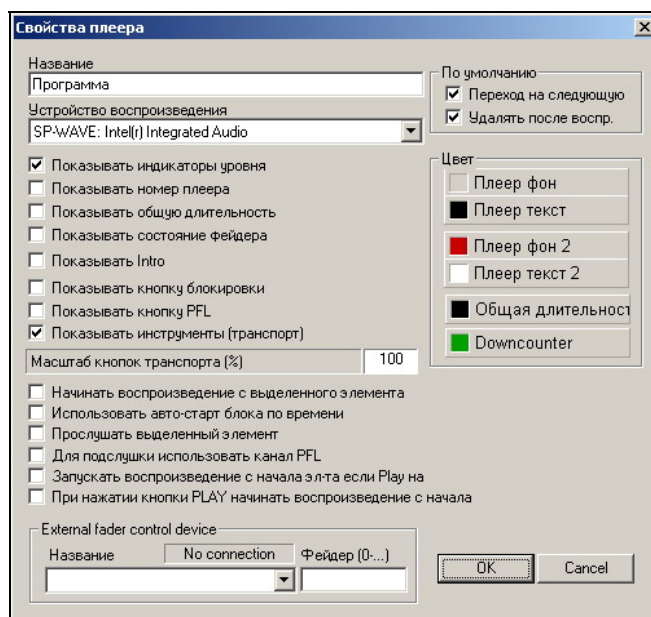 Свойства плеера
Название
Программа
Устройство воспроизведения
SP-WAVE: Intel(r) Integrated Audio
Показывать индикаторы уровня
Показывать номер плеера
Показывать общую длительность
Показывать состояние фейдера
Показывать Intro
Показывать кнопку блокировки
Показывать кнопку PFL
Показывать инструменты (транспорт)
Масштаб кнопок транспорта (%) 100
Начинать воспроизведение с выделенного элемента
Использовать авто-старт блока по времени
Прослушать выделенный элемент
Для подслушки использовать канал PFL
Запускать воспроизведение с начала эл-та если Play на
При нажатии кнопки PLAY начинать воспроизведение с начала
External fader control device
Название No connection Фейдер (0-...)
По умолчанию
Переход на следующую
Удалять после воспр.
Цвет
Плеер фон
Плеер текст
Плеер фон 2
Плеер текст 2
Общая длительност
Downcounter
OK Cancel